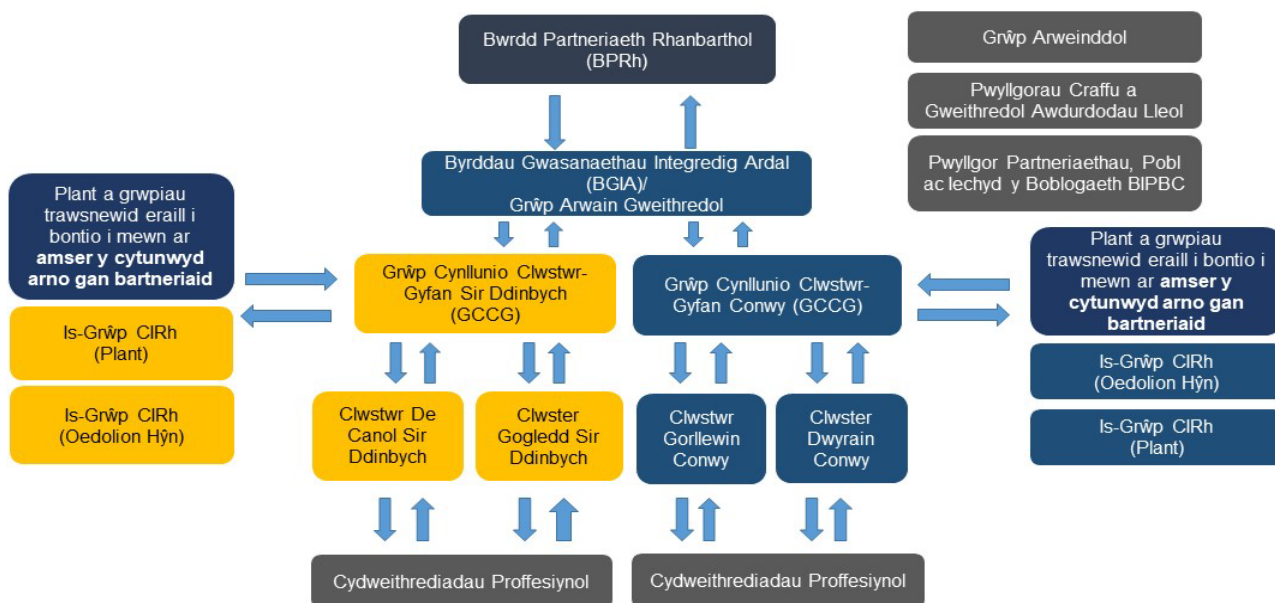 Bwrdd Partneriaeth Rhanbarthol
(BPRh)
Grŵp Arweinddol
Pwyllgorau Craffu a
Gweithredol Awdurdodau Lleol
Pwyllgor Partneriaethau, Pobl
ac Iechyd y Boblogaeth BIPBC
Byrddau Gwasanaethau Integredig Ardal
(BGIA)/
Grŵp Arwain Gweithredol
Plant a grwpiau
trawsnewid eraill i
bontio i mewn ar
amser y cytunwyd
arno gan bartneriaid
Is-Grŵp CIRh
(Plant)
Is-Grŵp CIRh
(Oedolion Hŷn)
Grŵp Cynllunio Clwstwr-
Gyfan Sir Ddinbych
(GCCG)
Grŵp Cynllunio Clwstwr-
Gyfan Conwy (GCCG)
Plant a grwpiau
trawsnewid eraill i bontio i
mewn ar amser y
cytunwyd arno gan
bartneriaid
Is-Grŵp CIRh
(Oedolion Hŷn)
Is-Grŵp CIRh
(Plant)
Clwstwr De
Canol Sir
Ddinbych
Clwster
Gogledd Sir
Ddinbych
Clwstwr
Gorllewin
Conwy
Clwster
Dwyrain
Conwy
Cydweithrediadau Proffesiynol
Cydweithrediadau Proffesiynol